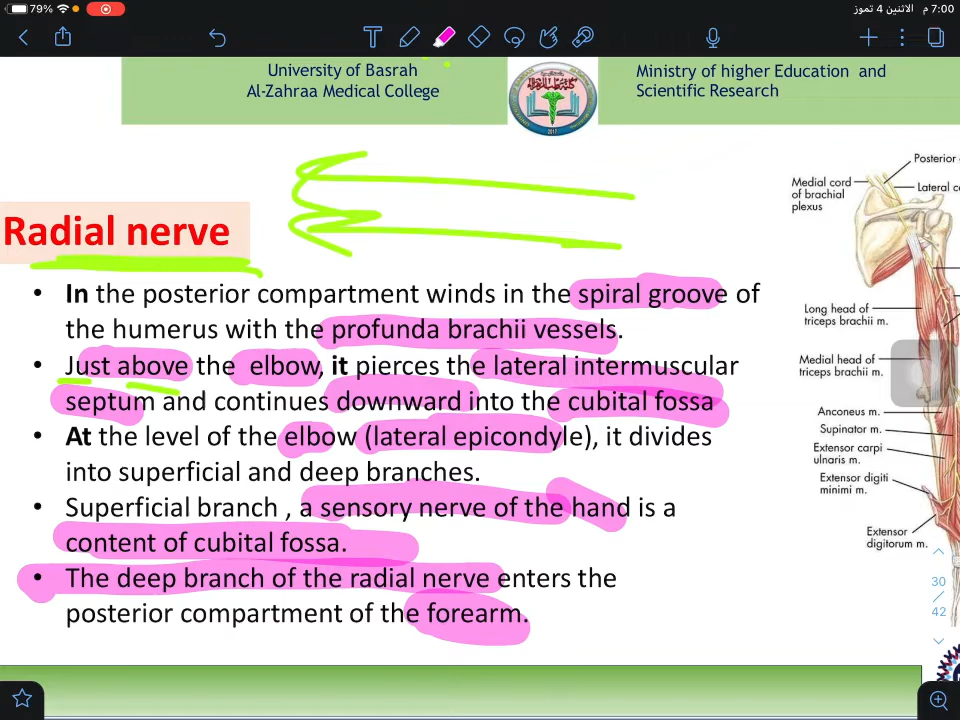 79%
7:00 م الاثنين 4 تموز
University of Basrah
Al-Zahraa Medical College
Ministry of higher Education and
Scientific Research
2017
Radial nerve
• In the posterior compartment winds in the spiral groove of
the humerus with the profunda brachii vessels.
• Just above the elbow, it pierces the lateral intermuscular
septum and continues downward into the cubital fossa
• At the level of the elbow (lateral epicondyle), it divides
into superficial and deep branches.
• Superficial branch , a sensory nerve of the hand is a
content of cubital fossa.
• The deep branch of the radial nerve enters the
posterior compartment of the forearm.
Posterior
Medial cord
of brachial
plexus
Lateral
Long head of
triceps brachii m.
Medial head of
triceps brachii m.
Anconeus m.
Supinator m.
Extensor carpi
ulnaris m.
Extensor digiti
minimi m.
Extensor
digitorum m.
30
/
42